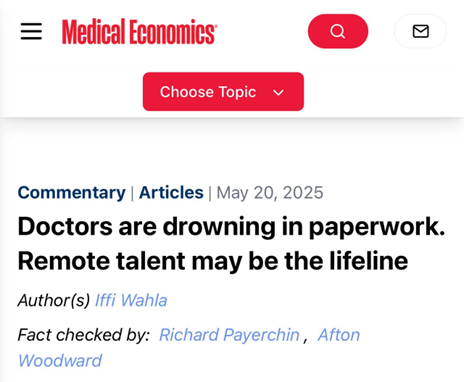 Medical Economics®
Choose Topic
Commentary | Articles | May 20, 2025
Doctors are drowning in paperwork.
Remote talent may be the lifeline
Author(s) Iffi Wahla
Fact checked by: Richard Payerchin , Afton
Woodward